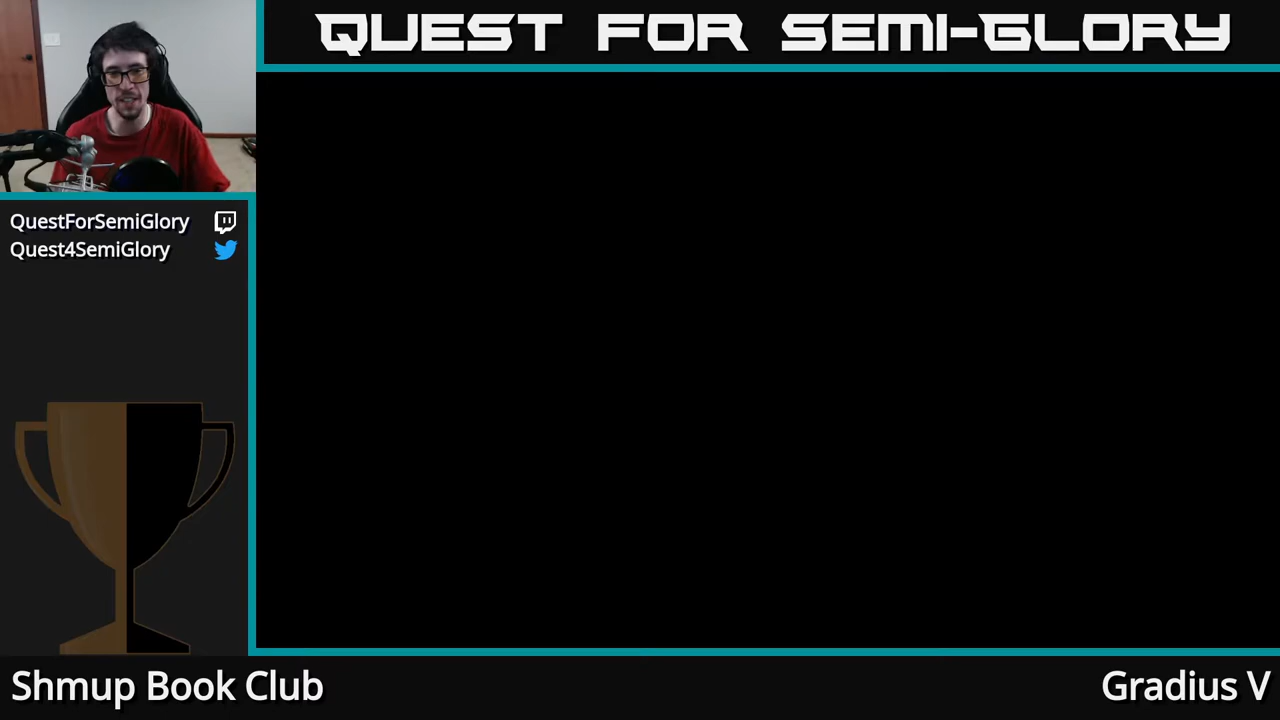 QUEST FOR SEMI-GLORY
QuestForSemiGlory
Quest4SemiGlory
Shmup Book Club
Gradius V